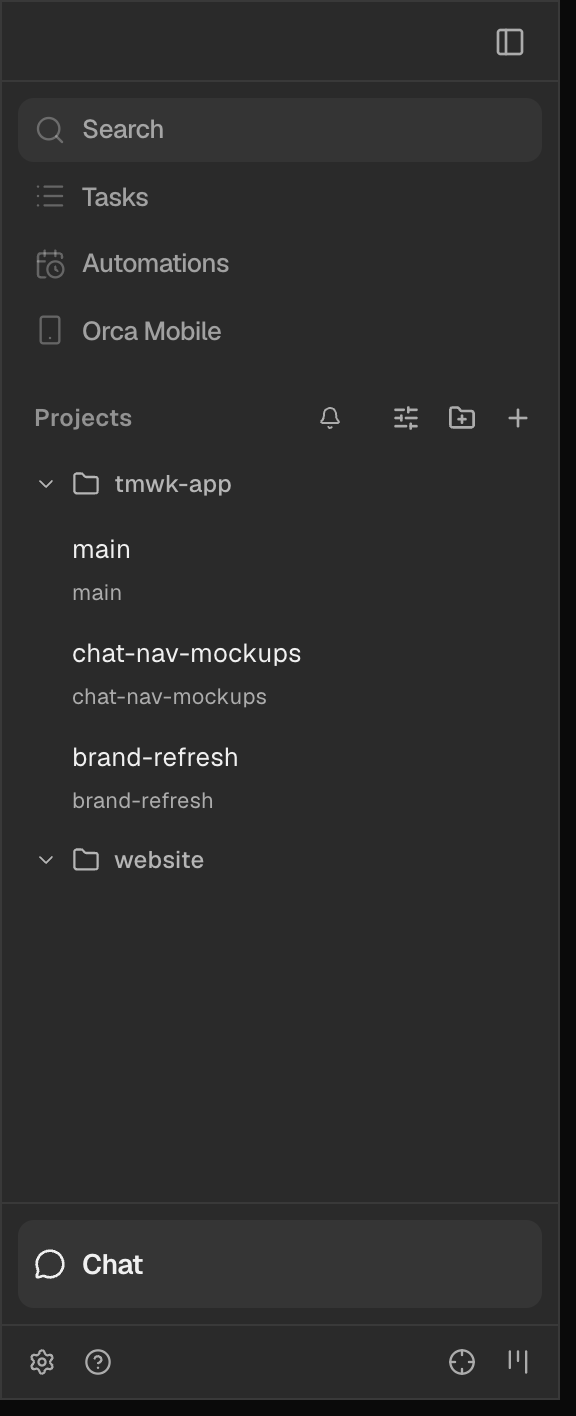 Search
Tasks
Automations
Orca Mobile
Projects
tmwk-app
main
main
chat-nav-mockups
chat-nav-mockups
brand-refresh
brand-refresh
website
Chat